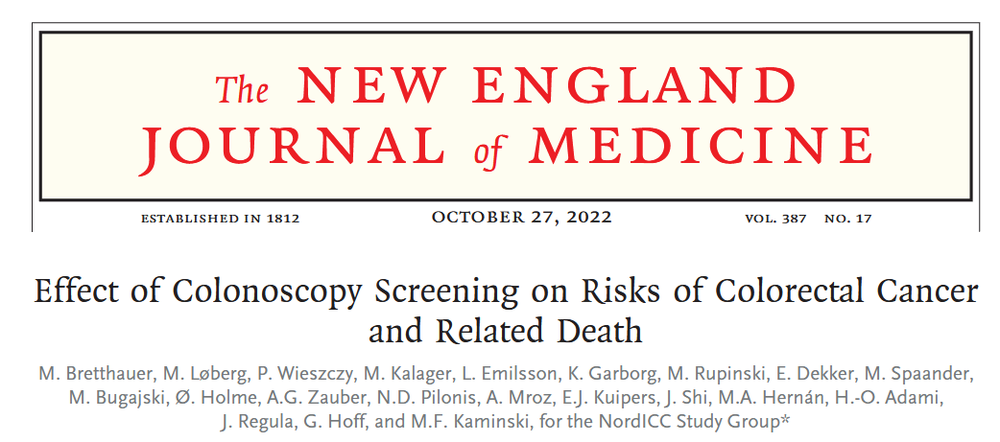 The NEW ENGLAND
JOURNAL of MEDICINE
ESTABLISHED IN 1812 OCTOBER 27, 2022 VOL. 387 NO. 17
Effect of Colonoscopy Screening on Risks of Colorectal Cancer
and Related Death
M. Bretthauer, M. Løberg, P. Wieszczy, M. Kalager, L. Emilsson, K. Garborg, M. Rupinski, E. Dekker, M. Spaander,
M. Bugajski, Ø. Holme, A.G. Zauber, N.D. Pilonis, A. Mroz, E.J. Kuipers, J. Shi, M.A. Hernán, H.-O. Adami,
J. Regula, G. Hoff, and M.F. Kaminski, for the NordICC Study Group*